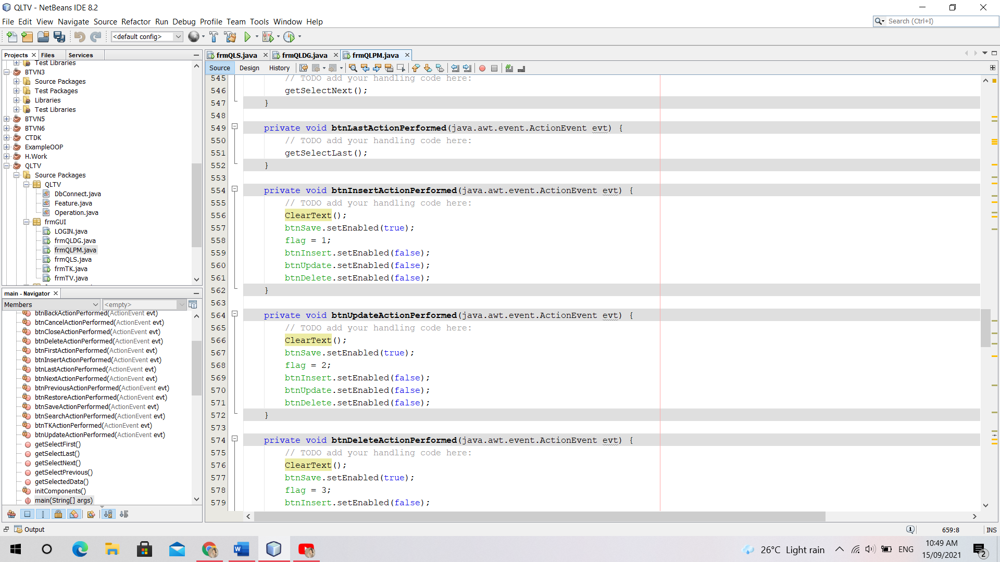 QLTV - NetBeans IDE 8.2
File Edit View Navigate Source Refactor Run Debug Profile Team Tools Window Help
Search (Ctrl+I)
<default config>
Projects Files Services
Test Libraries
BTVN3
Source Packages
Test Packages
Libraries
Test Libraries
BTVN5
BTVN6
CTDK
ExampleOOP
H.Work
QLTV
Source Packages
QLTV
DbConnect.java
Feature.java
Operation.java
frmGUI
LOGIN.java
frmQLDG.java
frmQLPM.java
frmQLS.java
frmTK.java
frmTV.java
main - Navigator
Members <empty>
btnBackActionPerformed(ActionEvent evt)
btnCancelActionPerformed(ActionEvent evt)
btnCloseActionPerformed(ActionEvent evt)
btnDeleteActionPerformed(ActionEvent evt)
btnFirstActionPerformed(ActionEvent evt)
btnInsertActionPerformed(ActionEvent evt)
btnLastActionPerformed(ActionEvent evt)
btnNextActionPerformed(ActionEvent evt)
btnPreviousActionPerformed(ActionEvent evt)
btnRestoreActionPerformed(ActionEvent evt)
btnSaveActionPerformed(ActionEvent evt)
btnSearchActionPerformed(ActionEvent evt)
btnTKActionPerformed(ActionEvent evt)
btnUpdateActionPerformed(ActionEvent evt)
getSelectFirst()
getSelectLast()
getSelectNext()
getSelectPrevious()
getSelectedData()
initComponents()
main(String[] args)
frmQLS.java frmQLDG.java frmQLPM.java
Source Design History
545 // TODO add your handling code here:
546 getSelectNext();
547 }
548
549 private void btnLastActionPerformed(java.awt.event.ActionEvent evt) {
550 // TODO add your handling code here:
551 getSelectLast();
552 }
553
554 private void btnInsertActionPerformed(java.awt.event.ActionEvent evt) {
555 // TODO add your handling code here:
556 ClearText();
557 btnSave.setEnabled(true);
558 flag = 1;
559 btnInsert.setEnabled(false);
560 btnUpdate.setEnabled(false);
561 btnDelete.setEnabled(false);
562 }
563
564 private void btnUpdateActionPerformed(java.awt.event.ActionEvent evt) {
565 // TODO add your handling code here:
566 ClearText();
567 btnSave.setEnabled(true);
568 flag = 2;
569 btnInsert.setEnabled(false);
570 btnUpdate.setEnabled(false);
571 btnDelete.setEnabled(false);
572 }
573
574 private void btnDeleteActionPerformed(java.awt.event.ActionEvent evt) {
575 // TODO add your handling code here:
576 ClearText();
577 btnSave.setEnabled(true);
578 flag = 3;
579 btnInsert.setEnabled(false);
Output
1
659:8 INS
26°C Light rain
ENG
10:49 AM
15/09/2021
2